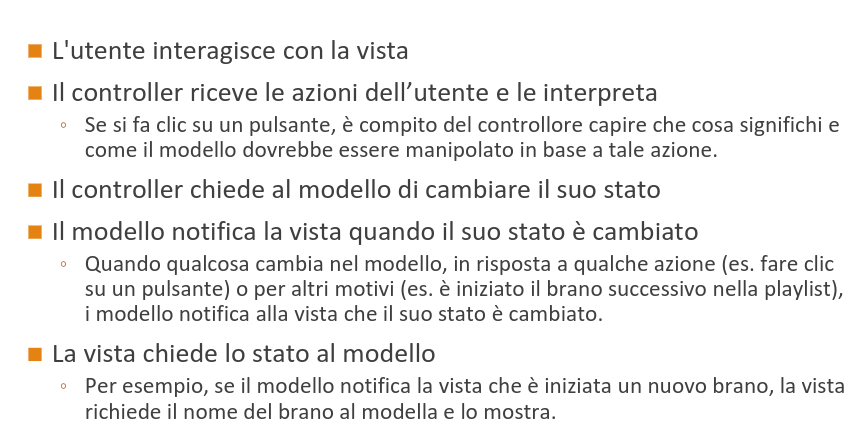 L'utente interagisce con la vista
Il controller riceve le azioni dell’utente e le interpreta
Se si fa clic su un pulsante, è compito del controllore capire che cosa significhi e
come il modello dovrebbe essere manipolato in base a tale azione.
Il controller chiede al modello di cambiare il suo stato
Il modello notifica la vista quando il suo stato è cambiato
Quando qualcosa cambia nel modello, in risposta a qualche azione (es. fare clic
su un pulsante) o per altri motivi (es. è iniziato il brano successivo nella playlist),
i modello notifica alla vista che il suo stato è cambiato.
La vista chiede lo stato al modello
Per esempio, se il modello notifica la vista che è iniziata un nuovo brano, la vista
richiede il nome del brano al modella e lo mostra.